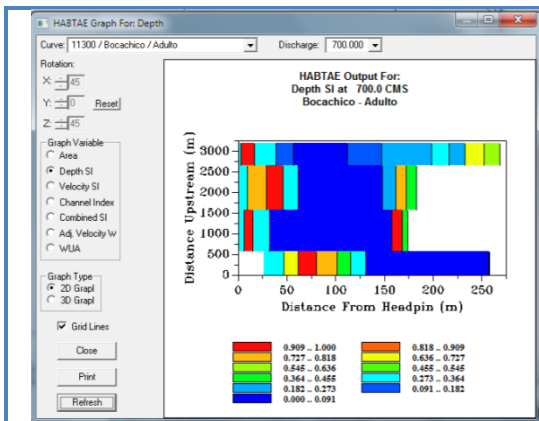 HABTAE Graph For: Depth
Curve: 11300 / Bocachico / Adulto Discharge: 700.000
Rotation:
X: 45
Y: 0 Reset
Z: 45
Graph Variable
Area
Depth SI
Velocity SI
Channel Index
Combined SI
Adj. Velocity W
WUA
Graph Type
2D Grapl
3D Grapl
Grid Lines
Close
Print
Refresh
HABTAE Output For:
Depth SI at 700.0 CMS
Bocachico - Adulto
Distance Upstream (m)
3000
2500
2000
1500
1000
500
0
0 50 100 150 200 250
Distance From Headpin (m)
0.909 .. 1.000 0.818 .. 0.909
0.727 .. 0.818 0.636 .. 0.727
0.545 .. 0.636 0.455 .. 0.545
0.364 .. 0.455 0.273 .. 0.364
0.182 .. 0.273 0.091 .. 0.182
0.000 .. 0.091